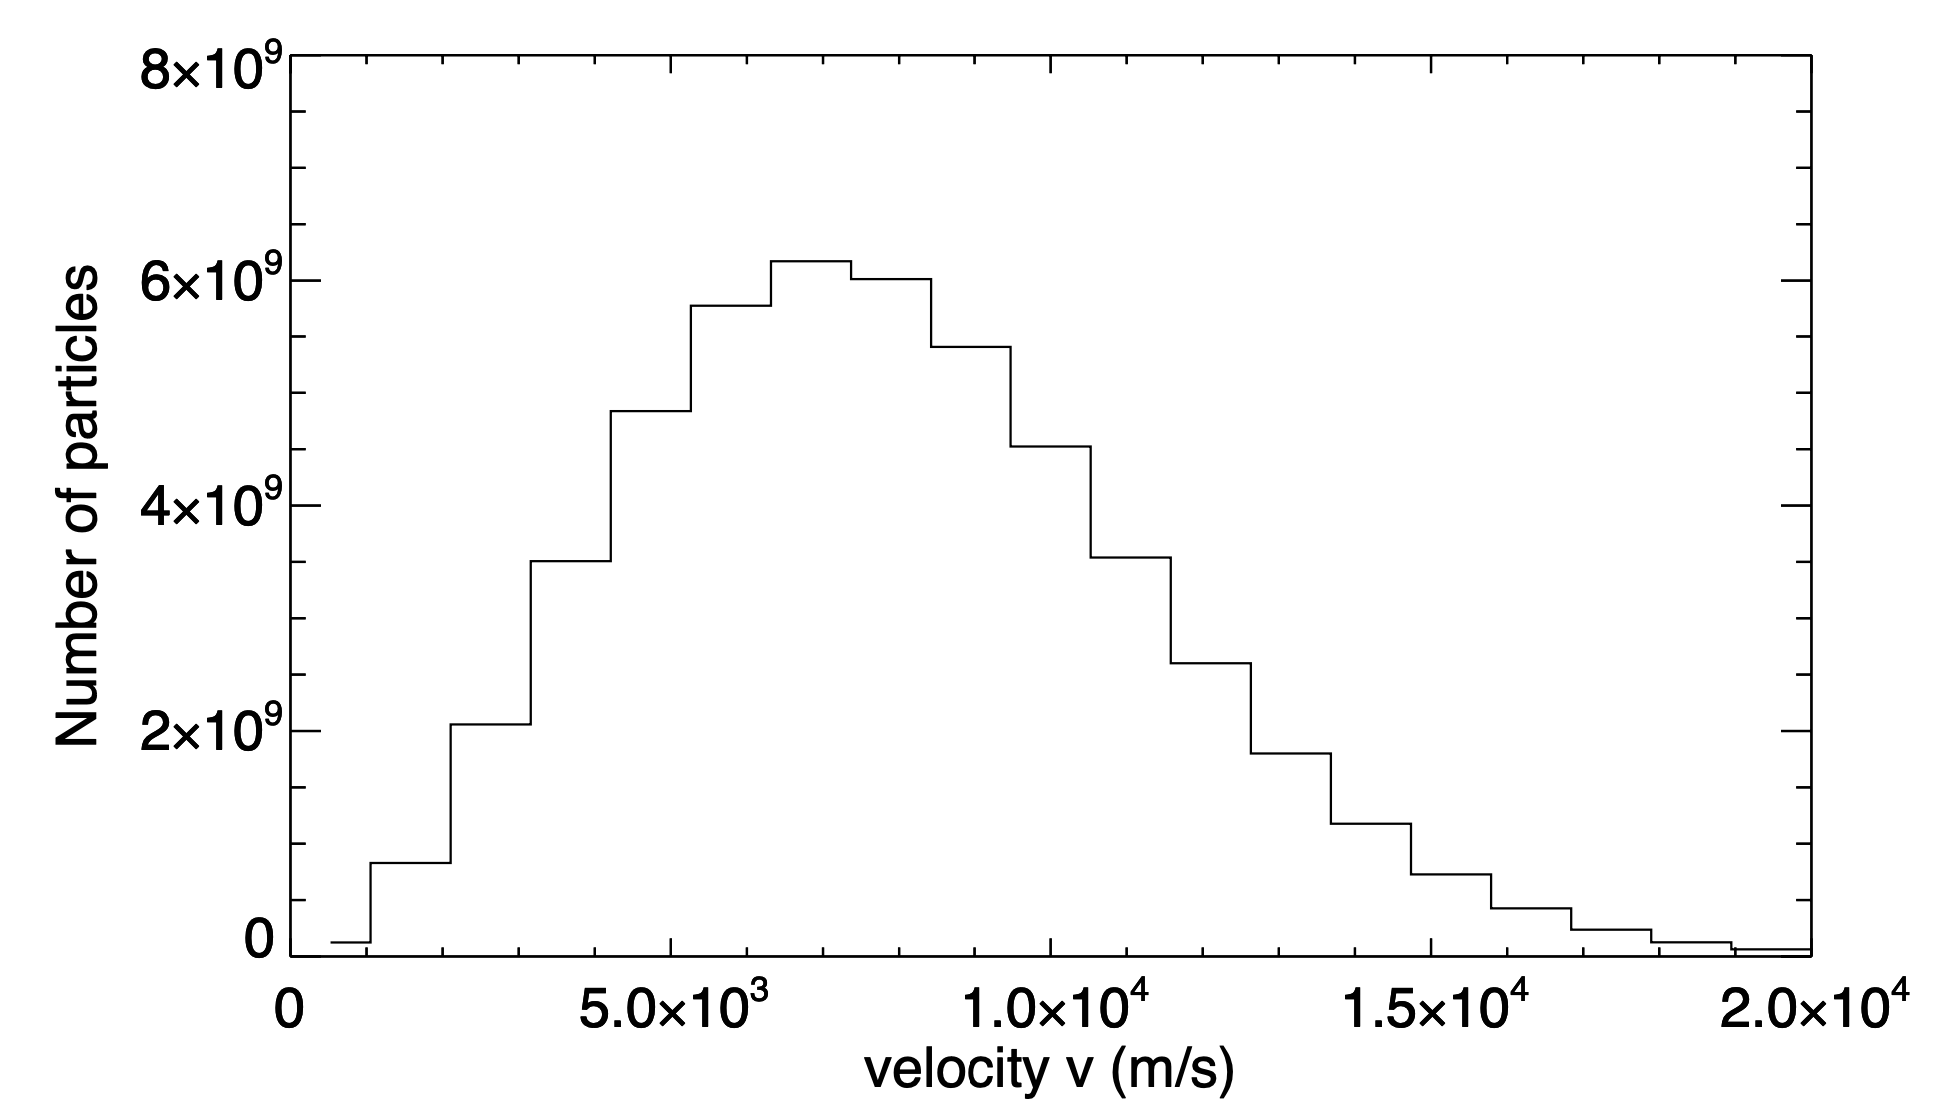 Number of particles
8×10⁹
6×10⁹
4×10⁹
2×10⁹
0
0 5.0×10³ 1.0×10⁴ 1.5×10⁴ 2.0×10⁴
velocity v (m/s)